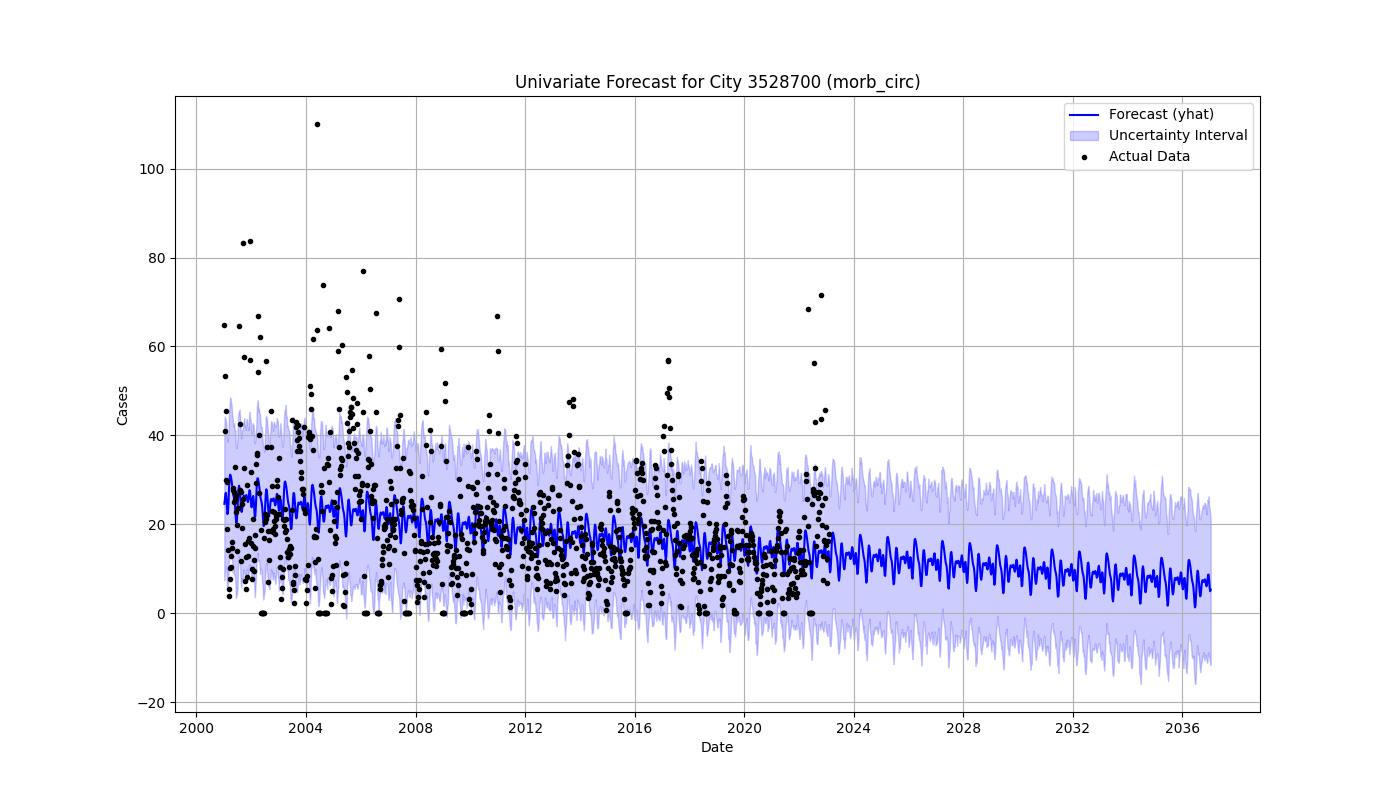 Univariate Forecast for City 3528700 (morb_circ)
Forecast (yhat)
Uncertainty Interval
Actual Data
Cases
100
80
60
40
20
0
−20
2000 2004 2008 2012 2016 2020 2024 2028 2032 2036
Date